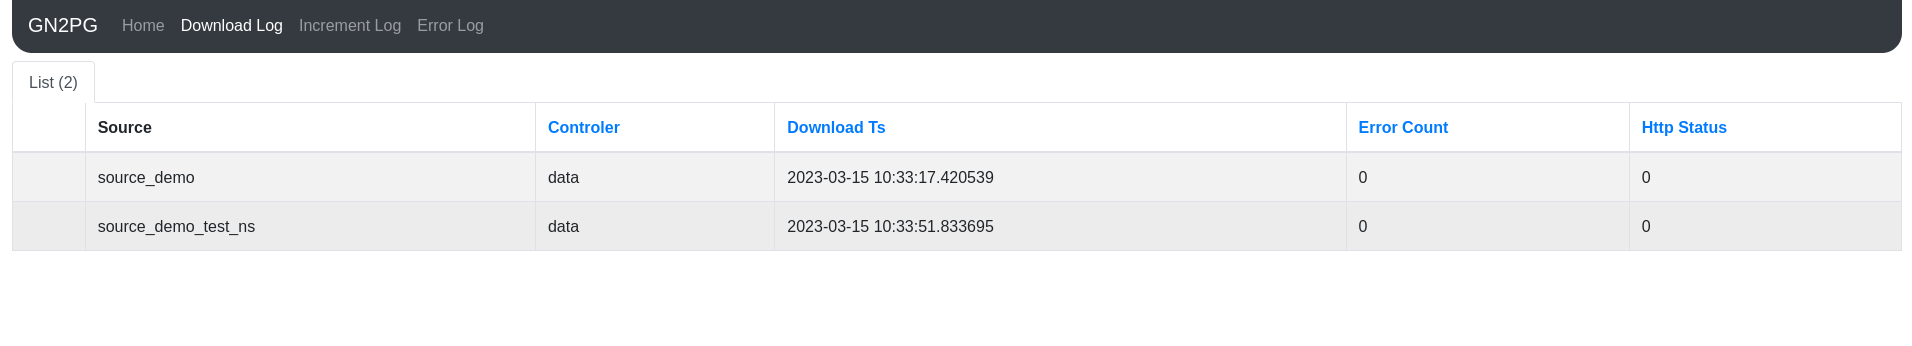 GN2PG Home Download Log Increment Log Error Log
List (2)
Source Controler Download Ts Error Count Http Status
source_demo data 2023-03-15 10:33:17.420539 0 0
source_demo_test_ns data 2023-03-15 10:33:51.833695 0 0